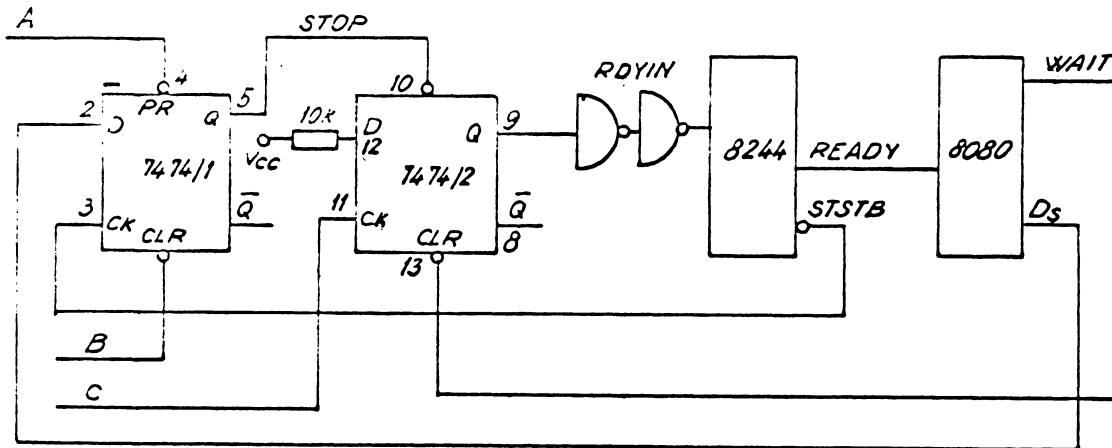 A
STOP
4
2
PR
Q
5
D
7474/1
3
CK
CLR
Q̅
10
10K
VCC
D
12
Q
9
7474/2
11
CK
CLR
Q̅
8
13
RDYIN
8244
READY
STSTB
8080
WAIT
D5
B
C